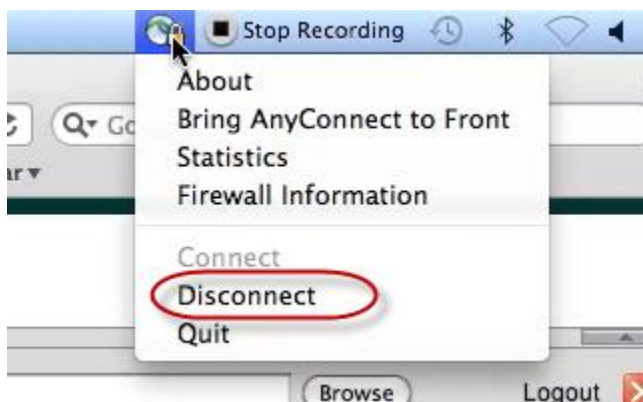 Stop Recording
About
Bring AnyConnect to Front
Statistics
Firewall Information
Connect
Disconnect
Quit
Browse
Logout